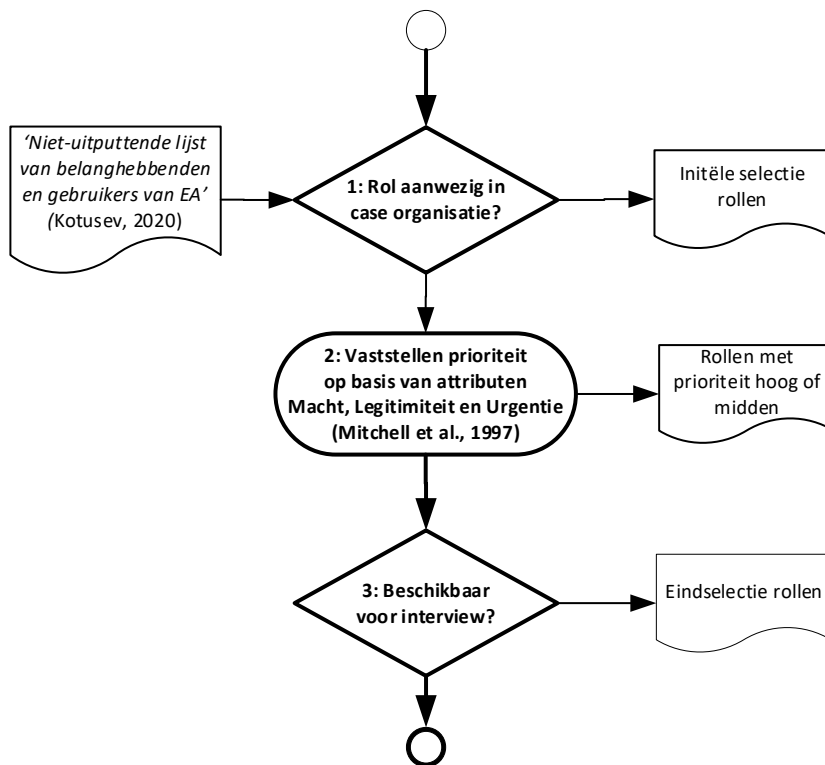 ‘Niet-uitputtende lijst
van belanghebbenden
en gebruikers van EA’
(Kotusev, 2020)
1: Rol aanwezig in
case organisatie?
Initële selectie
rollen
2: Vaststellen prioriteit
op basis van attributen
Macht, Legitimiteit en Urgentie
(Mitchell et al., 1997)
Rollen met
prioriteit hoog of
midden
3: Beschikbaar
voor interview?
Eindselectie rollen